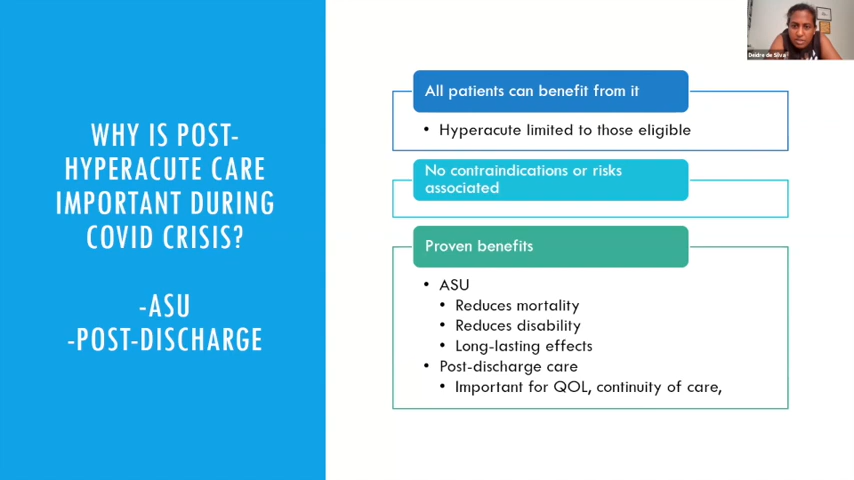 WHY IS POST-
HYPERACUTE CARE
IMPORTANT DURING
COVID CRISIS?
-ASU
-POST-DISCHARGE
All patients can benefit from it
• Hyperacute limited to those eligible
No contraindications or risks
associated
Proven benefits
• ASU
• Reduces mortality
• Reduces disability
• Long-lasting effects
• Post-discharge care
• Important for QOL, continuity of care,
Deidre de Silva